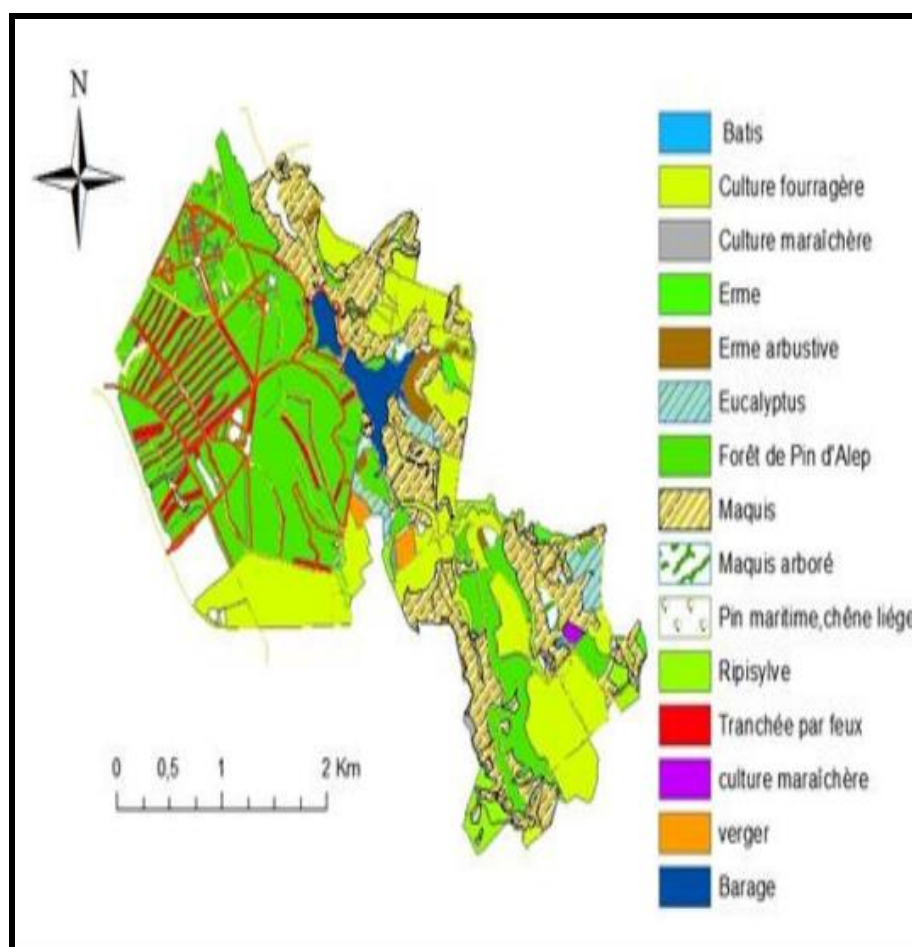 N
Batis
Culture fourragère
Culture maraîchère
Erme
Erme arbustive
Eucalyptus
Forêt de Pin d'Alep
Maquis
Maquis arboré
Pin maritime,chêne liége
Ripisylve
Tranchée par feux
culture maraîchère
verger
Barage
0 0,5 1 2 Km